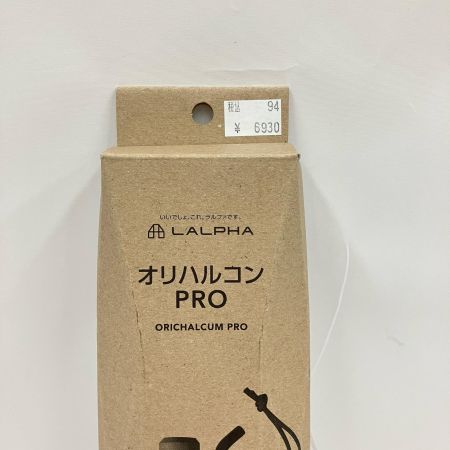 税込 94
¥ 6930
いいでしょ、これ。ラルファです。
LALPHA
オリハルコン
PRO
ORICHALCUM PRO